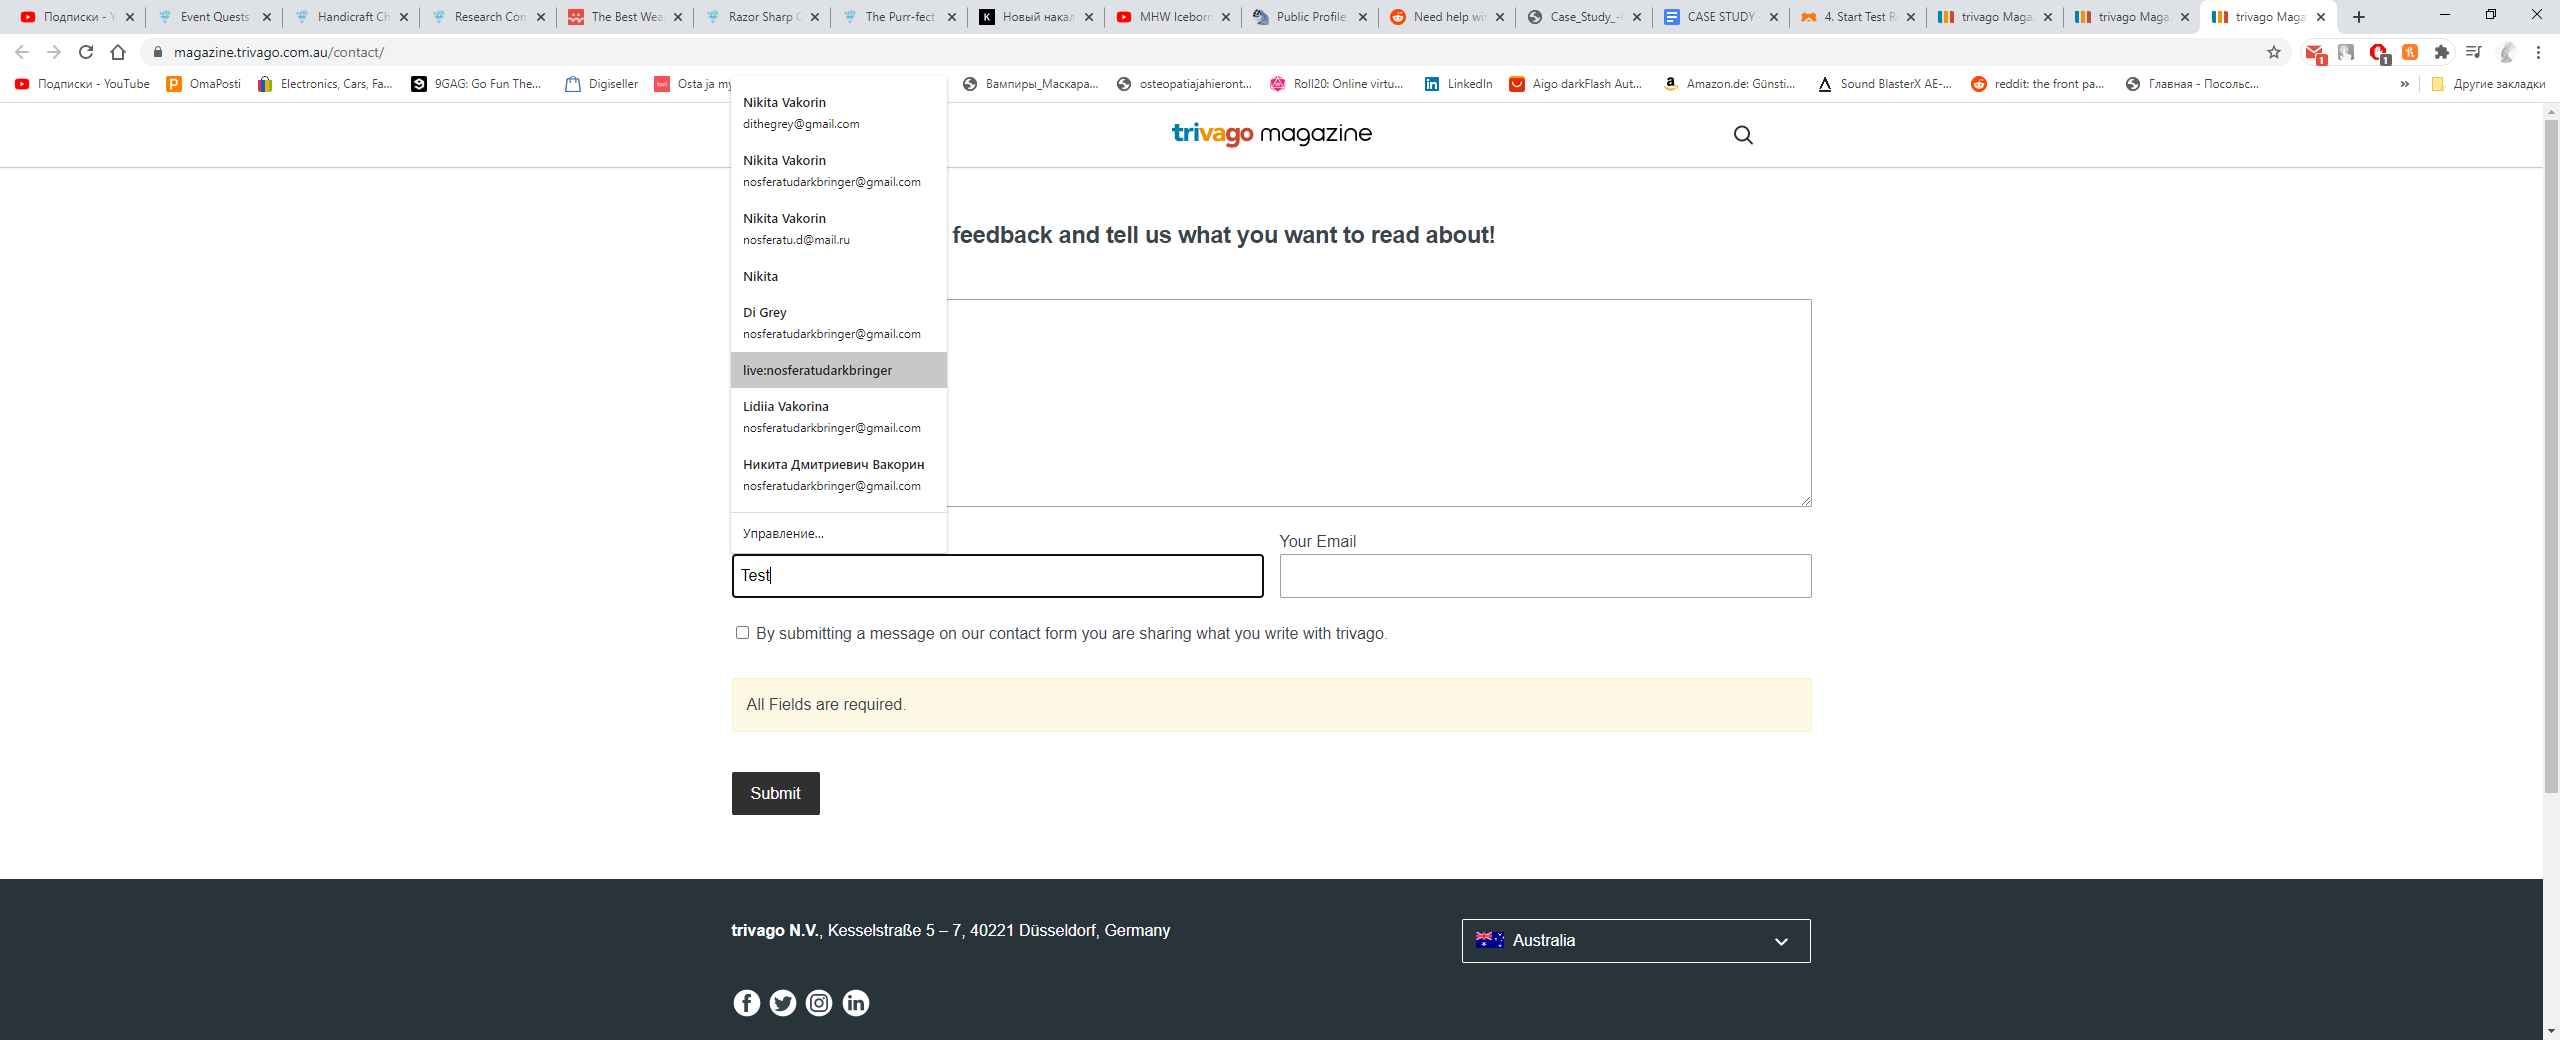 Подписки - Y
Event Quests
Handicraft Ch
Research Com
The Best Wea
Razor Sharp C
The Purr-fect
Новый накал
MHW Iceborn
Public Profile
Need help wit
Case_Study_-
CASE STUDY -
4. Start Test R
trivago Maga
trivago Maga
trivago Maga
magazine.trivago.com.au/contact/
1
1
Подписки - YouTube
OmaPosti
Electronics, Cars, Fa...
9GAG: Go Fun The...
Digiseller
tori
Osta ja my
Вампиры_Маскара...
osteopatiajahieront...
Roll20: Online virtu...
LinkedIn
Aigo darkFlash Aut...
Amazon.de: Günsti...
Sound BlasterX AE-...
reddit: the front pa...
Главная - Посольс...
»
Другие закладки
trivago magazine
Nikita Vakorin
dithegrey@gmail.com
Nikita Vakorin
nosferatudarkbringer@gmail.com
Nikita Vakorin
nosferatu.d@mail.ru
Nikita
Di Grey
nosferatudarkbringer@gmail.com
live:nosferatudarkbringer
Lidiia Vakorina
nosferatudarkbringer@gmail.com
Никита Дмитриевич Вакорин
nosferatudarkbringer@gmail.com
Управление...
feedback and tell us what you want to read about!
Your Email
Test
By submitting a message on our contact form you are sharing what you write with trivago.
All Fields are required.
Submit
trivago N.V., Kesselstraße 5 – 7, 40221 Düsseldorf, Germany
Australia